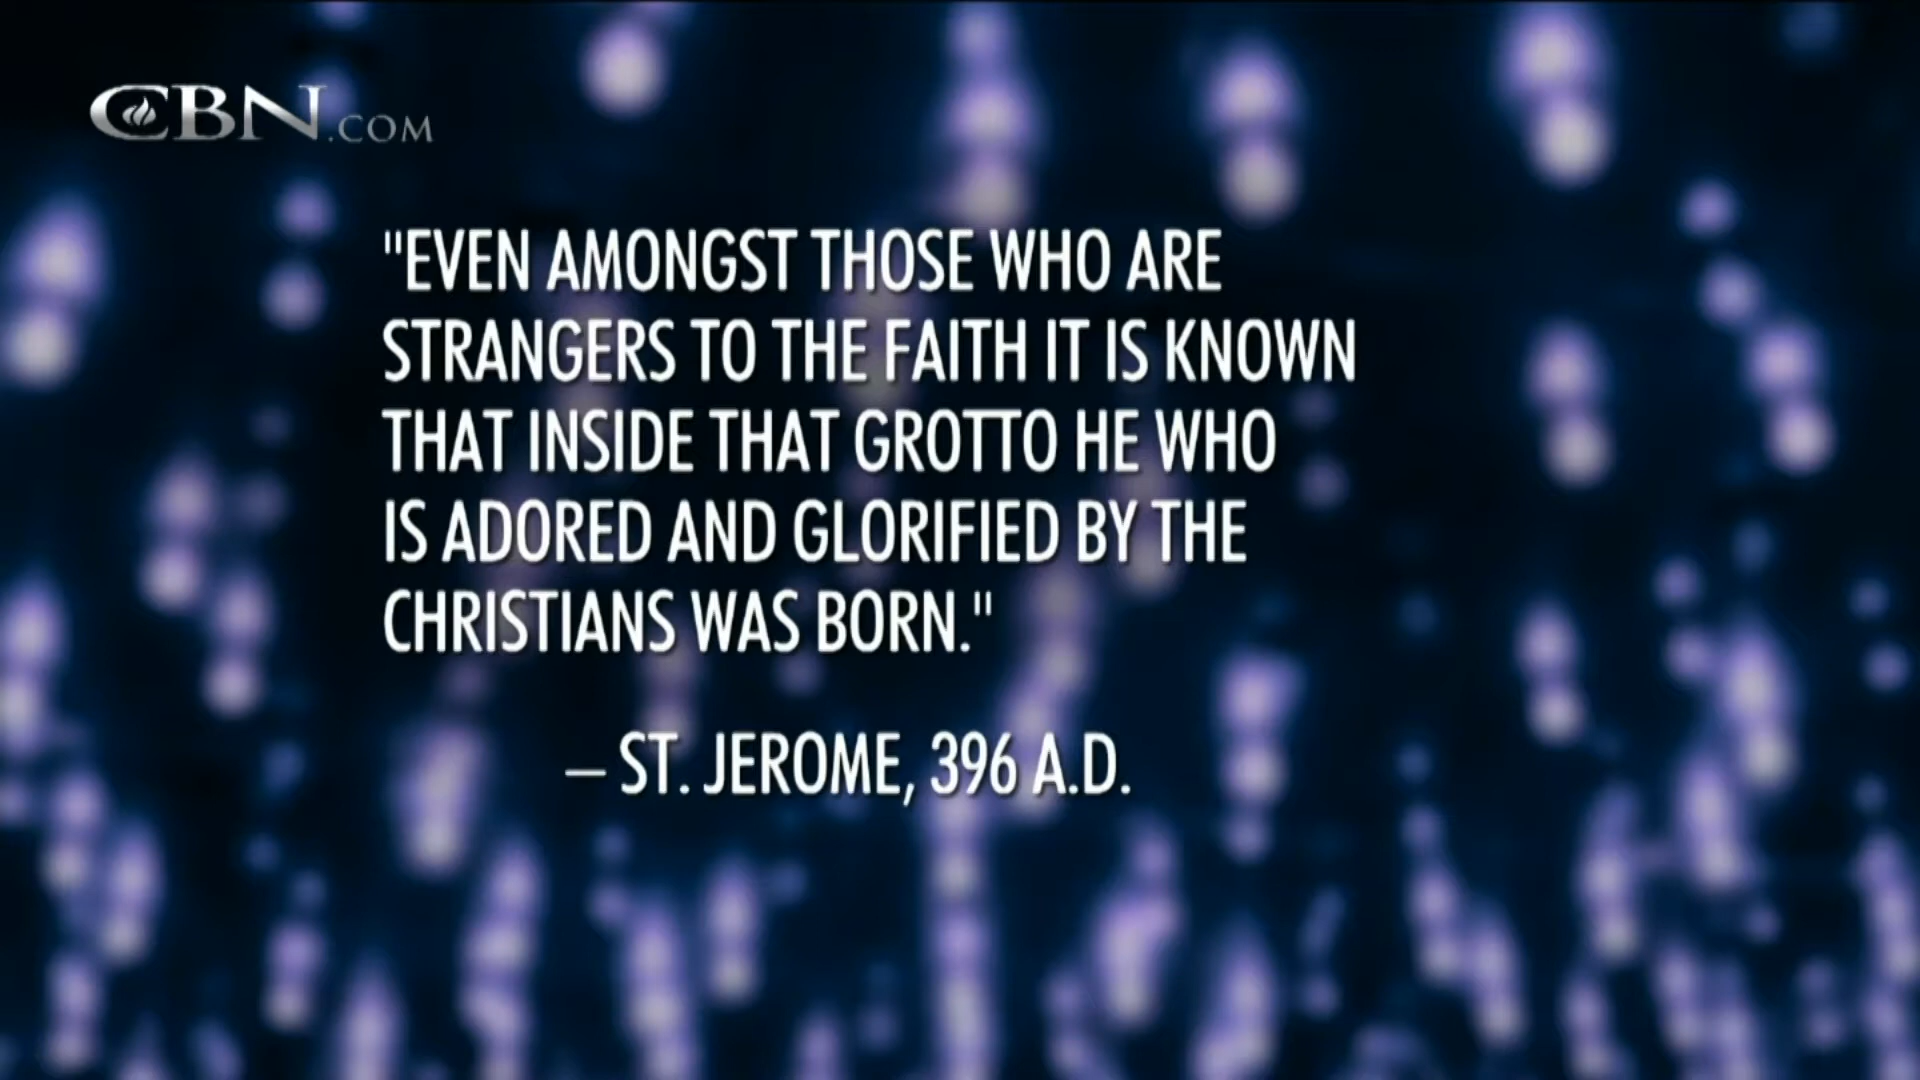 CBN.COM
"EVEN AMONGST THOSE WHO ARE
STRANGERS TO THE FAITH IT IS KNOWN
THAT INSIDE THAT GROTTO HE WHO
IS ADORED AND GLORIFIED BY THE
CHRISTIANS WAS BORN."
– ST. JEROME, 396 A.D.